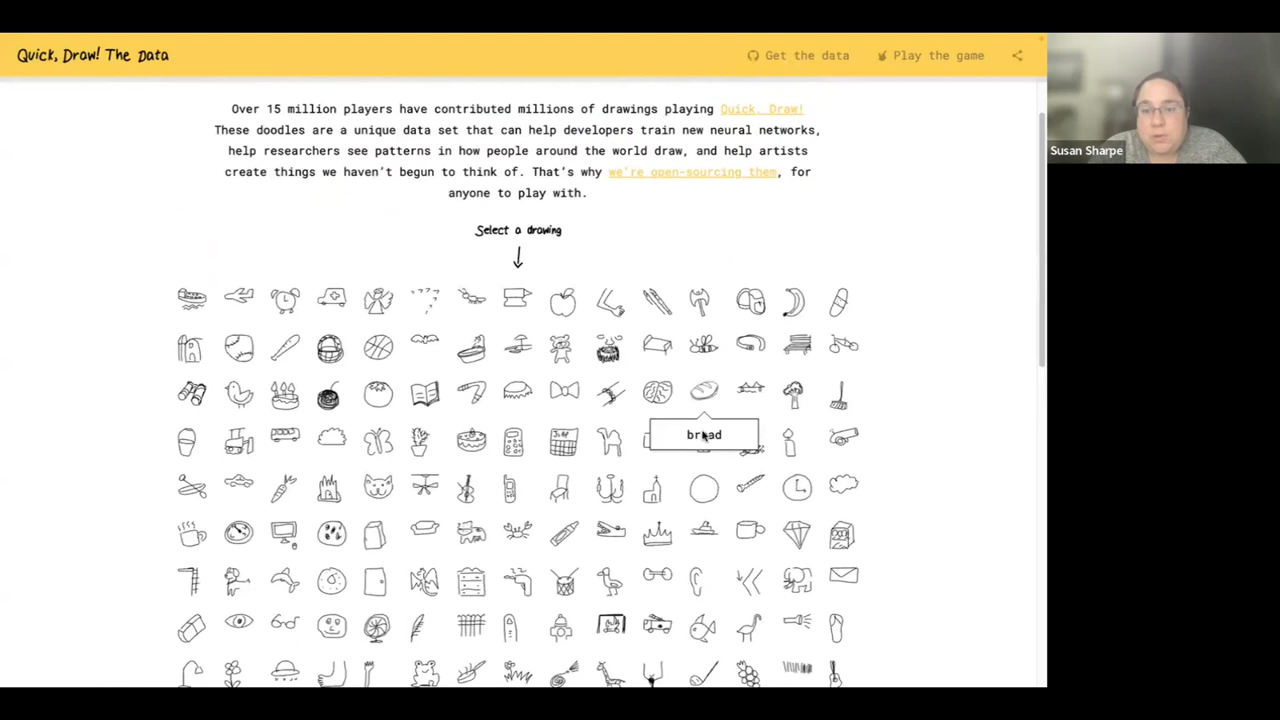 Quick, Draw! The Data
Get the data
Play the game
Over 15 million players have contributed millions of drawings playing Quick, Draw!
These doodles are a unique data set that can help developers train new neural networks,
help researchers see patterns in how people around the world draw, and help artists
create things we haven't begun to think of. That's why we're open-sourcing them, for
anyone to play with.
Susan Sharpe
Select a drawing
bread